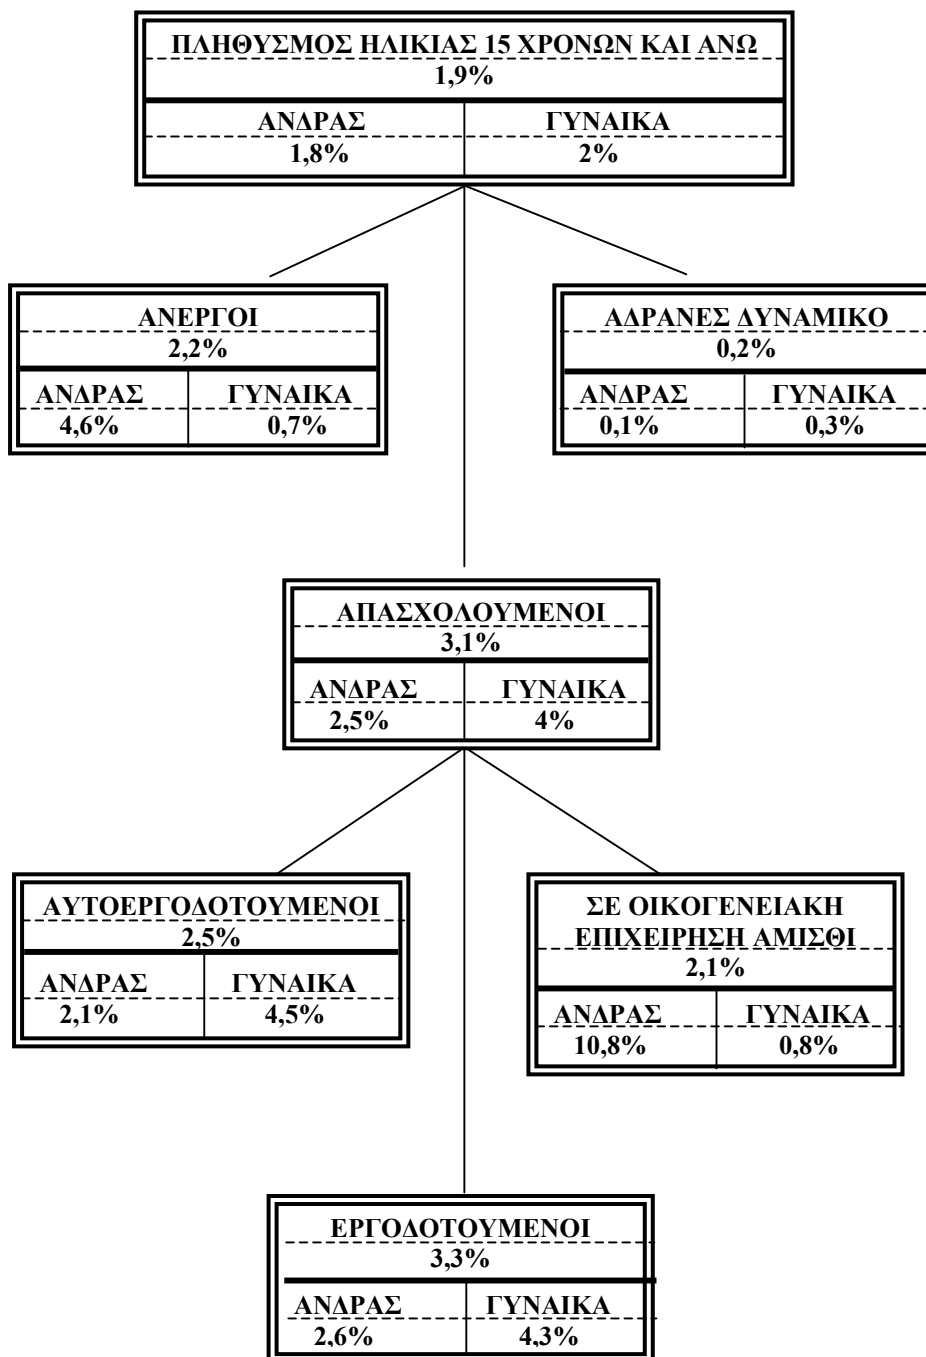 ΠΛΗΘΥΣΜΟΣ ΗΛΙΚΙΑΣ 15 ΧΡΟΝΩΝ ΚΑΙ ΑΝΩ
1,9%
ΑΝΔΡΑΣ ΓΥΝΑΙΚΑ
1,8% 2%
ΑΝΕΡΓΟΙ
2,2%
ΑΝΔΡΑΣ ΓΥΝΑΙΚΑ
4,6% 0,7%
ΑΔΡΑΝΕΣ ΔΥΝΑΜΙΚΟ
0,2%
ΑΝΔΡΑΣ ΓΥΝΑΙΚΑ
0,1% 0,3%
ΑΠΑΣΧΟΛΟΥΜΕΝΟΙ
3,1%
ΑΝΔΡΑΣ ΓΥΝΑΙΚΑ
2,5% 4%
ΑΥΤΟΕΡΓΟΔΟΤΟΥΜΕΝΟΙ
2,5%
ΑΝΔΡΑΣ ΓΥΝΑΙΚΑ
2,1% 4,5%
ΣΕ ΟΙΚΟΓΕΝΕΙΑΚΗ
ΕΠΙΧΕΙΡΗΣΗ ΑΜΙΣΘΙ
2,1%
ΑΝΔΡΑΣ ΓΥΝΑΙΚΑ
10,8% 0,8%
ΕΡΓΟΔΟΤΟΥΜΕΝΟΙ
3,3%
ΑΝΔΡΑΣ ΓΥΝΑΙΚΑ
2,6% 4,3%